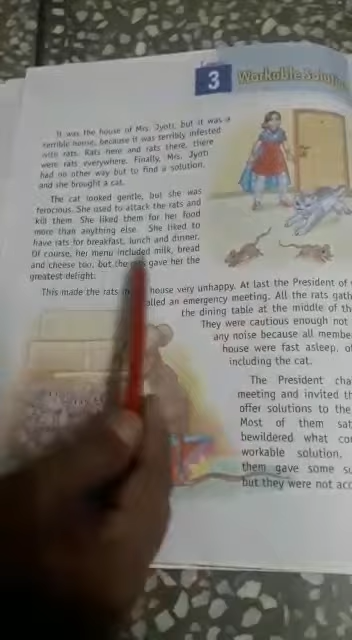 3 Workable Solution
It was the house of Mrs. Jyoti, but it was a
terrible house, because it was terribly infested
with rats. Rats here and rats there, there
were rats everywhere. Finally, Mrs. Jyoti
had no other way but to find a solution,
and she brought a cat.
The cat looked gentle, but she was
ferocious. She used to attack the rats and
kill them. She liked them for her food
more than anything else. She liked to
have rats for breakfast, lunch and dinner.
Of course, her menu included milk, bread
and cheese too, but the rats gave her the
greatest delight.
This made the rats house very unhappy. At last the President of
called an emergency meeting. All the rats gath
the dining table at the middle of th
They were cautious enough not
any noise because all membe
house were fast asleep,
including the cat.
The President cha
meeting and invited th
offer solutions to the
Most of them sat
bewildered what co
workable solution.
them gave some su
but they were not acc